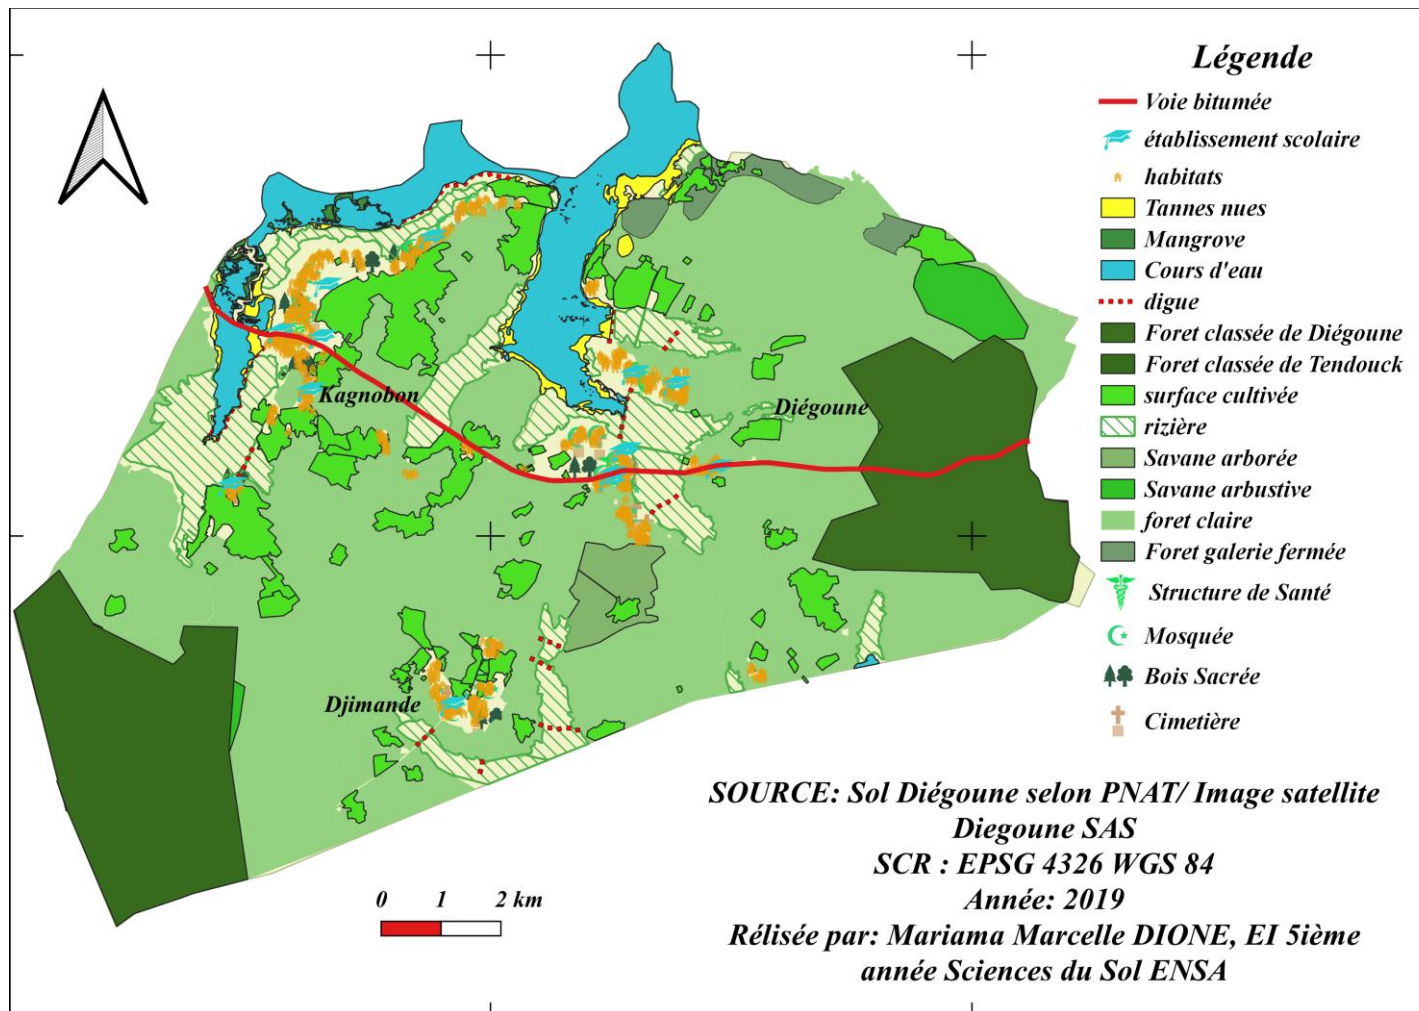 Légende
Voie bitumée
établissement scolaire
habitats
Tannes nues
Mangrove
Cours d'eau
digue
Foret classée de Diégoune
Foret classée de Tendouck
surface cultivée
rizière
Savane arborée
Savane arbustive
foret claire
Foret galerie fermée
Structure de Santé
Mosquée
Bois Sacrée
Cimetière
Kagnobon
Diégoune
Djimande
0 1 2 km
SOURCE: Sol Diégoune selon PNAT/ Image satellite
Diegoune SAS
SCR : EPSG 4326 WGS 84
Année: 2019
Rélisée par: Mariama Marcelle DIONE, EI 5ième
année Sciences du Sol ENSA